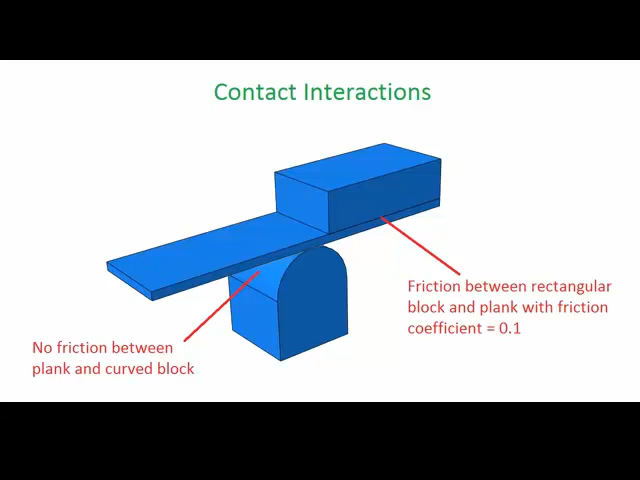 Contact Interactions
Friction between rectangular
block and plank with friction
coefficient = 0.1
No friction between
plank and curved block